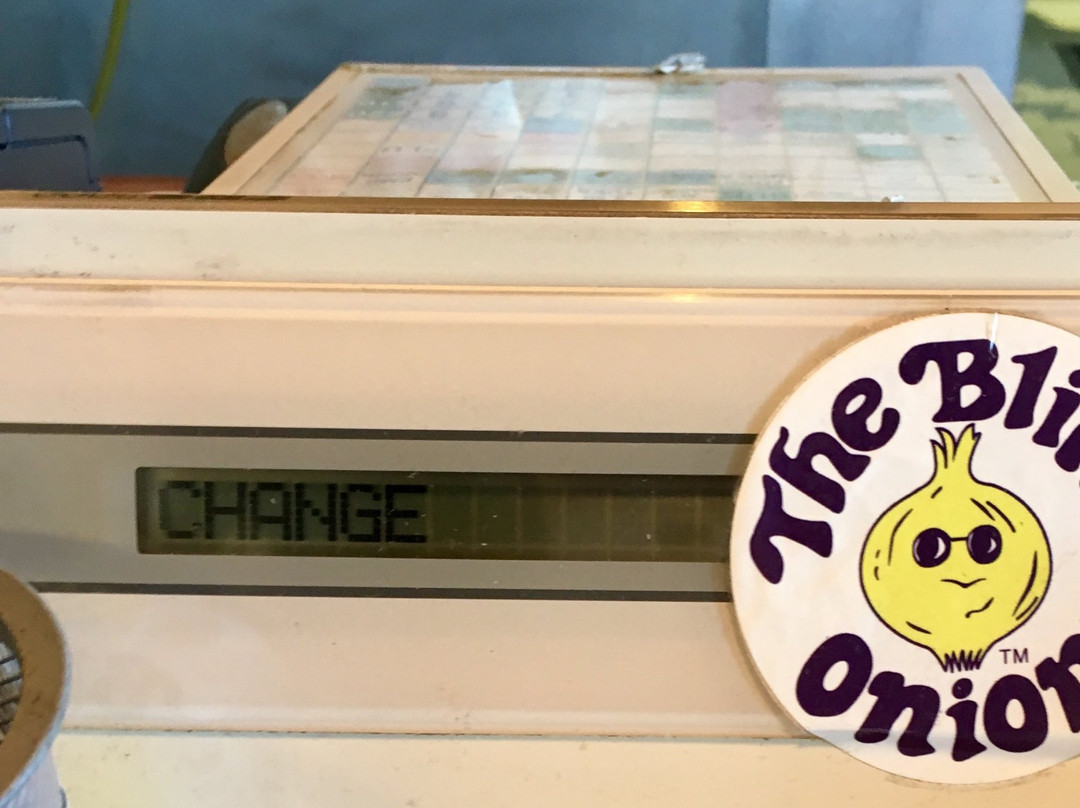 CHANGE
The Bli
Onion
TM